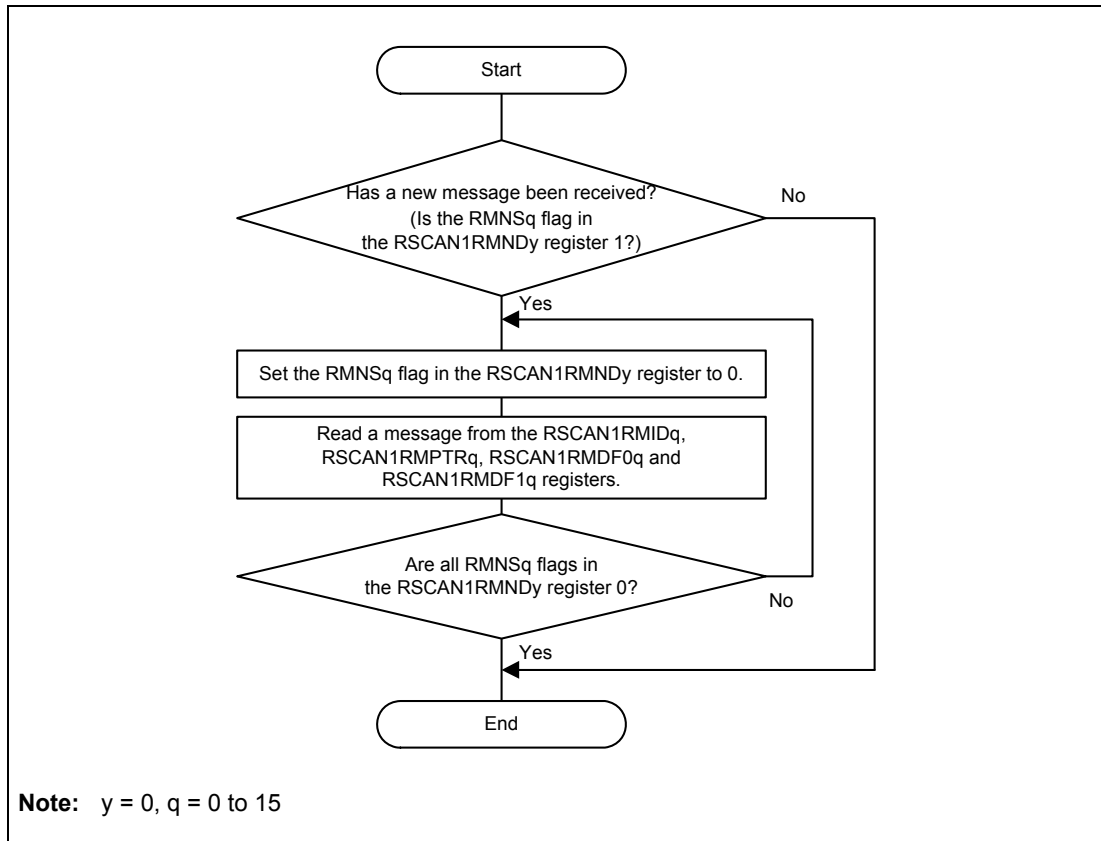 Start
Has a new message been received?
(Is the RMNSq flag in
the RSCAN1RMNDy register 1?)
No
Yes
Set the RMNSq flag in the RSCAN1RMNDy register to 0.
Read a message from the RSCAN1RMIDq,
RSCAN1RMPTRq, RSCAN1RMDF0q and
RSCAN1RMDF1q registers.
Are all RMNSq flags in
the RSCAN1RMNDy register 0?
No
Yes
End
Note: y = 0, q = 0 to 15